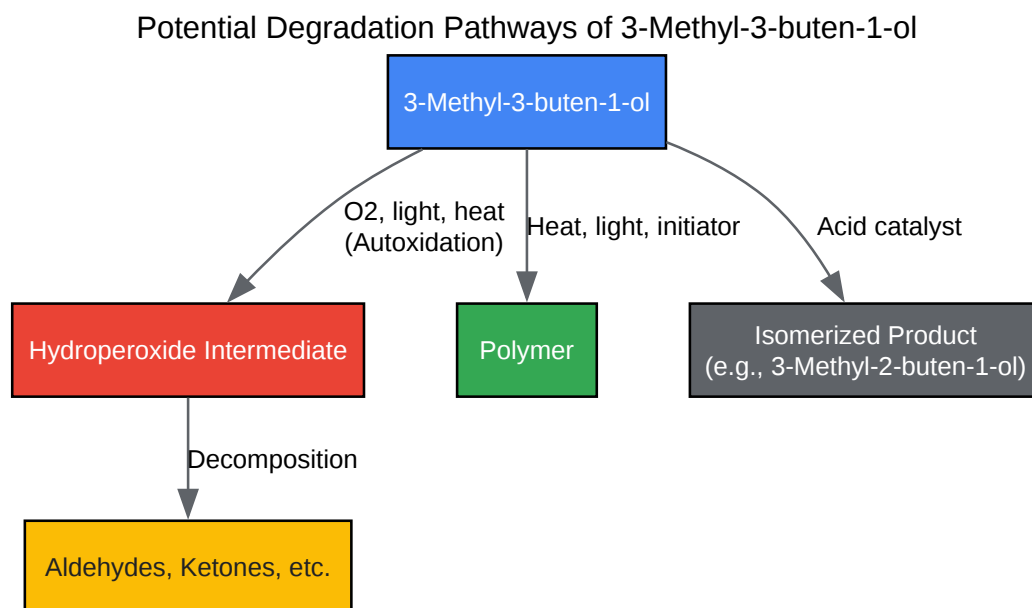 Potential Degradation Pathways of 3-Methyl-3-buten-1-ol
3-Methyl-3-buten-1-ol
O2, light, heat
(Autoxidation)
Heat, light, initiator
Acid catalyst
Hydroperoxide Intermediate
Polymer
Isomerized Product
(e.g., 3-Methyl-2-buten-1-ol)
Decomposition
Aldehydes, Ketones, etc.